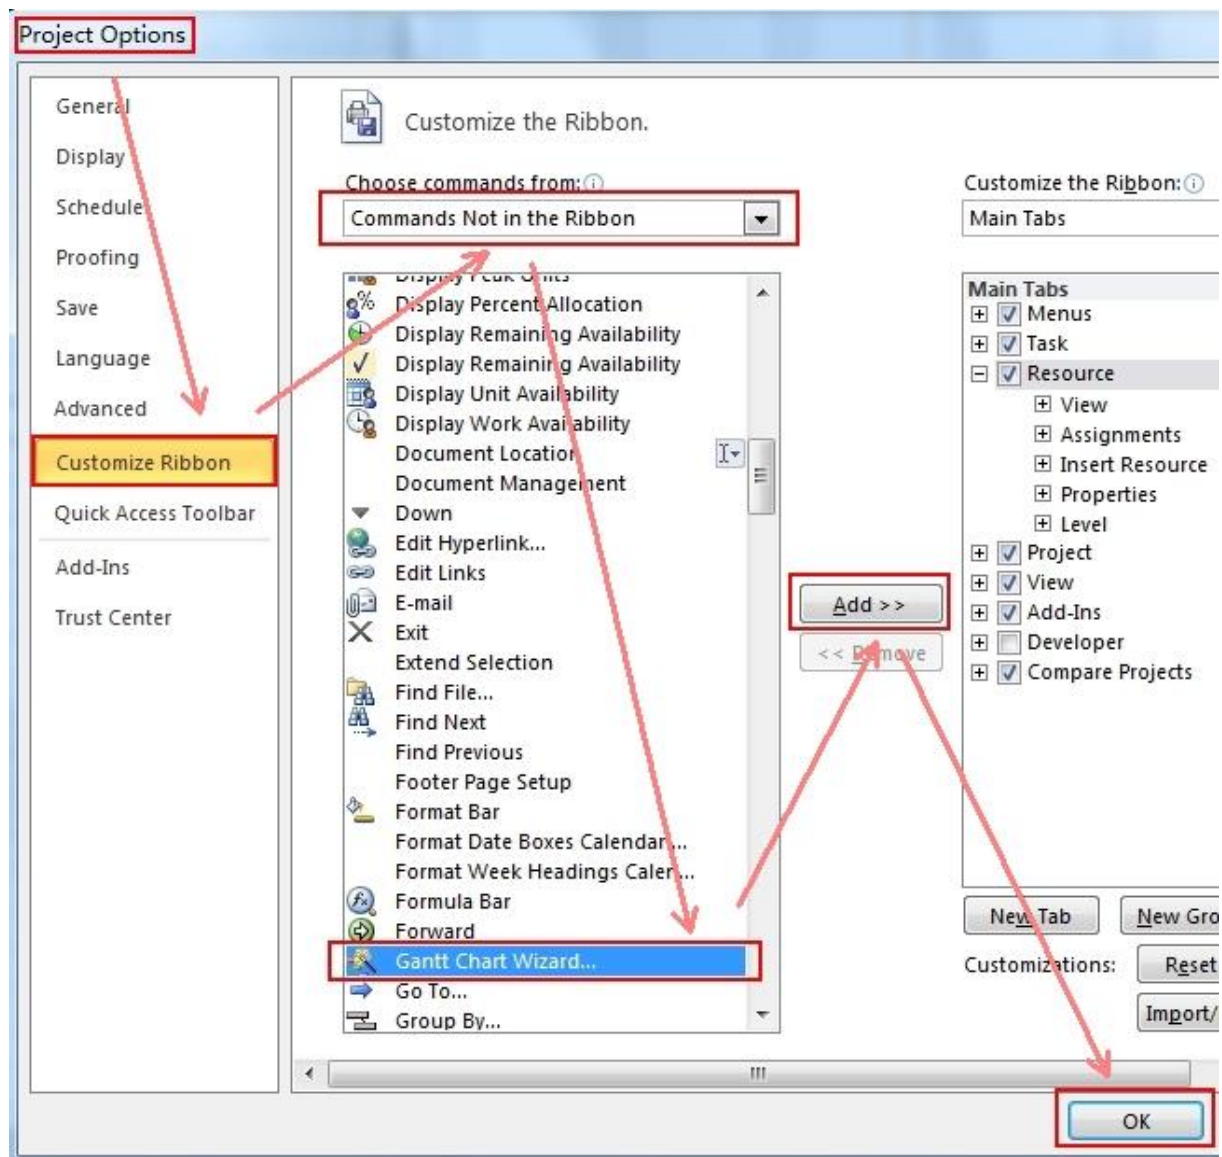 Project Options
General
Display
Schedule
Proofing
Save
Language
Advanced
Customize Ribbon
Quick Access Toolbar
Add-Ins
Trust Center
Customize the Ribbon.
Choose commands from:
Commands Not in the Ribbon
Display Peak Units
Display Percent Allocation
Display Remaining Availability
Display Remaining Availability
Display Unit Availability
Display Work Availability
Document Location
Document Management
Down
Edit Hyperlink...
Edit Links
E-mail
Exit
Extend Selection
Find File...
Find Next
Find Previous
Footer Page Setup
Format Bar
Format Date Boxes Calendar...
Format Week Headings Calen...
Formula Bar
Forward
Gantt Chart Wizard...
Go To...
Group By...
Add >>
<< Remove
Customize the Ribbon:
Main Tabs
Main Tabs
Menus
Task
Resource
View
Assignments
Insert Resource
Properties
Level
Project
View
Add-Ins
Developer
Compare Projects
New Tab
New Gro
Customizations:
Reset
Import/
OK